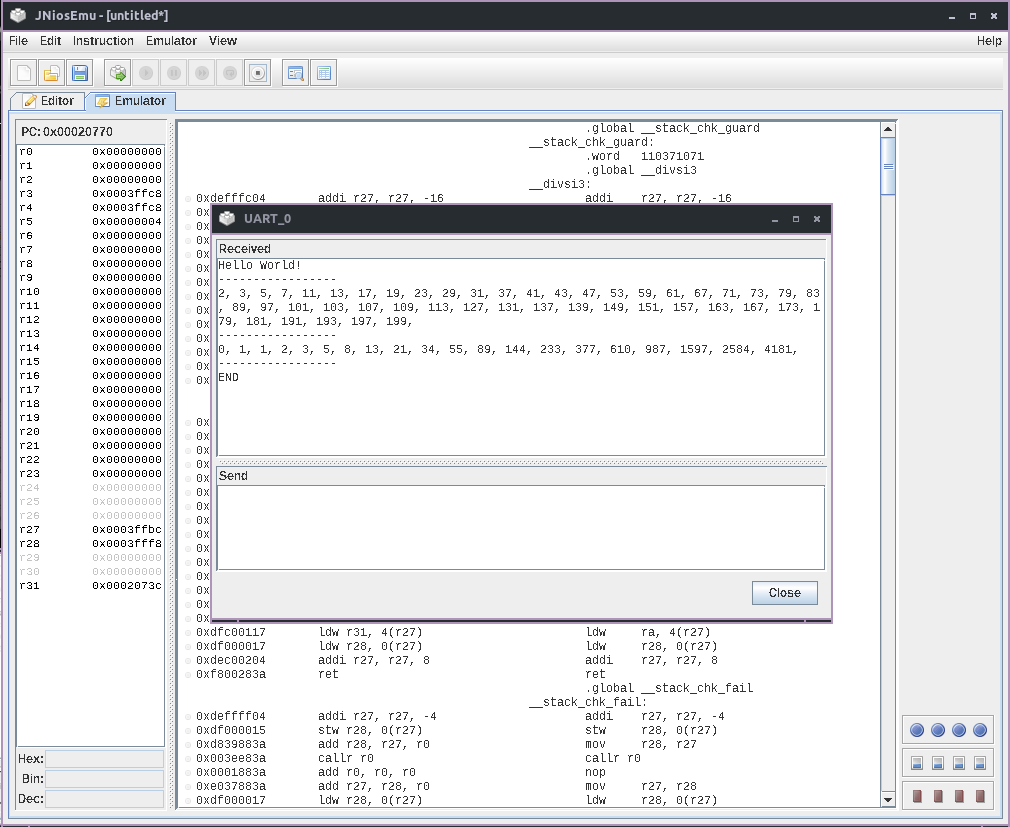 JNiosEmu - [untitled*]
File Edit Instruction Emulator View Help
Editor Emulator
PC: 0x00020770
r0 0x00000000
r1 0x00000000
r2 0x00000000
r3 0x0003ffc8
r4 0x0003ffc8
r5 0x00000004
r6 0x00000000
r7 0x00000000
r8 0x00000000
r9 0x00000000
r10 0x00000000
r11 0x00000000
r12 0x00000000
r13 0x00000000
r14 0x00000000
r15 0x00000000
r16 0x00000000
r17 0x00000000
r18 0x00000000
r19 0x00000000
r20 0x00000000
r21 0x00000000
r22 0x00000000
r23 0x00000000
r24 0x00000000
r25 0x00000000
r26 0x00000000
r27 0x0003ffbc
r28 0x0003fff8
r29 0x00000000
r30 0x00000000
r31 0x0002073c
Hex:
Bin:
Dec:
.global __stack_chk_guard
__stack_chk_guard:
.word 110371071
.global __divsi3
__divsi3:
0xdefffc04 addi r27, r27, -16 addi r27, r27, -16
UART_0
Received
Hello World!
-----------------
2, 3, 5, 7, 11, 13, 17, 19, 23, 29, 31, 37, 41, 43, 47, 53, 59, 61, 67, 71, 73, 79, 83
, 89, 97, 101, 103, 107, 109, 113, 127, 131, 137, 139, 149, 151, 157, 163, 167, 173, 1
79, 181, 191, 193, 197, 199,
-----------------
0, 1, 1, 2, 3, 5, 8, 13, 21, 34, 55, 89, 144, 233, 377, 610, 987, 1597, 2584, 4181,
-----------------
END
Send
Close
0xdfc00117 ldw r31, 4(r27) ldw ra, 4(r27)
0xdf000017 ldw r28, 0(r27) ldw r28, 0(r27)
0xdec00204 addi r27, r27, 8 addi r27, r27, 8
0xf800283a ret ret
.global __stack_chk_fail
__stack_chk_fail:
0xdeffff04 addi r27, r27, -4 addi r27, r27, -4
0xdf000015 stw r28, 0(r27) stw r28, 0(r27)
0xd839883a add r28, r27, r0 mov r28, r27
0x003ee83a callr r0 callr r0
0x0001883a add r0, r0, r0 nop
0xe037883a add r27, r28, r0 mov r27, r28
0xdf000017 ldw r28, 0(r27) ldw r28, 0(r27)